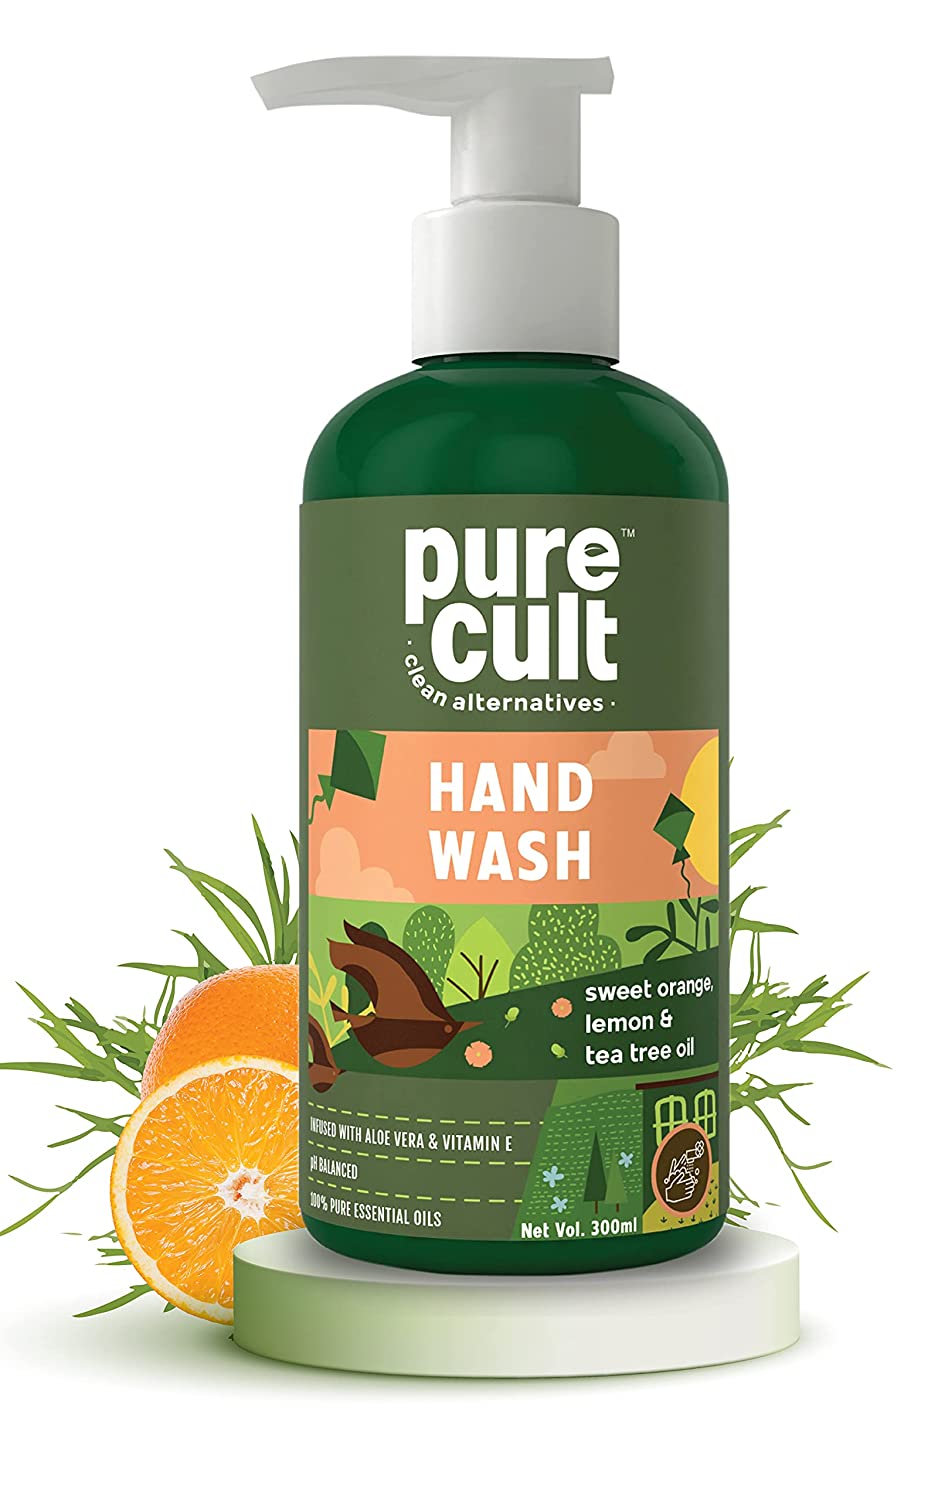 pure™
cult
· clean alternatives ·
HAND
WASH
sweet orange,
lemon &
tea tree oil
INFUSED WITH ALOE VERA & VITAMIN E
pH BALANCED
100% PURE ESSENTIAL OILS
Net Vol. 300ml